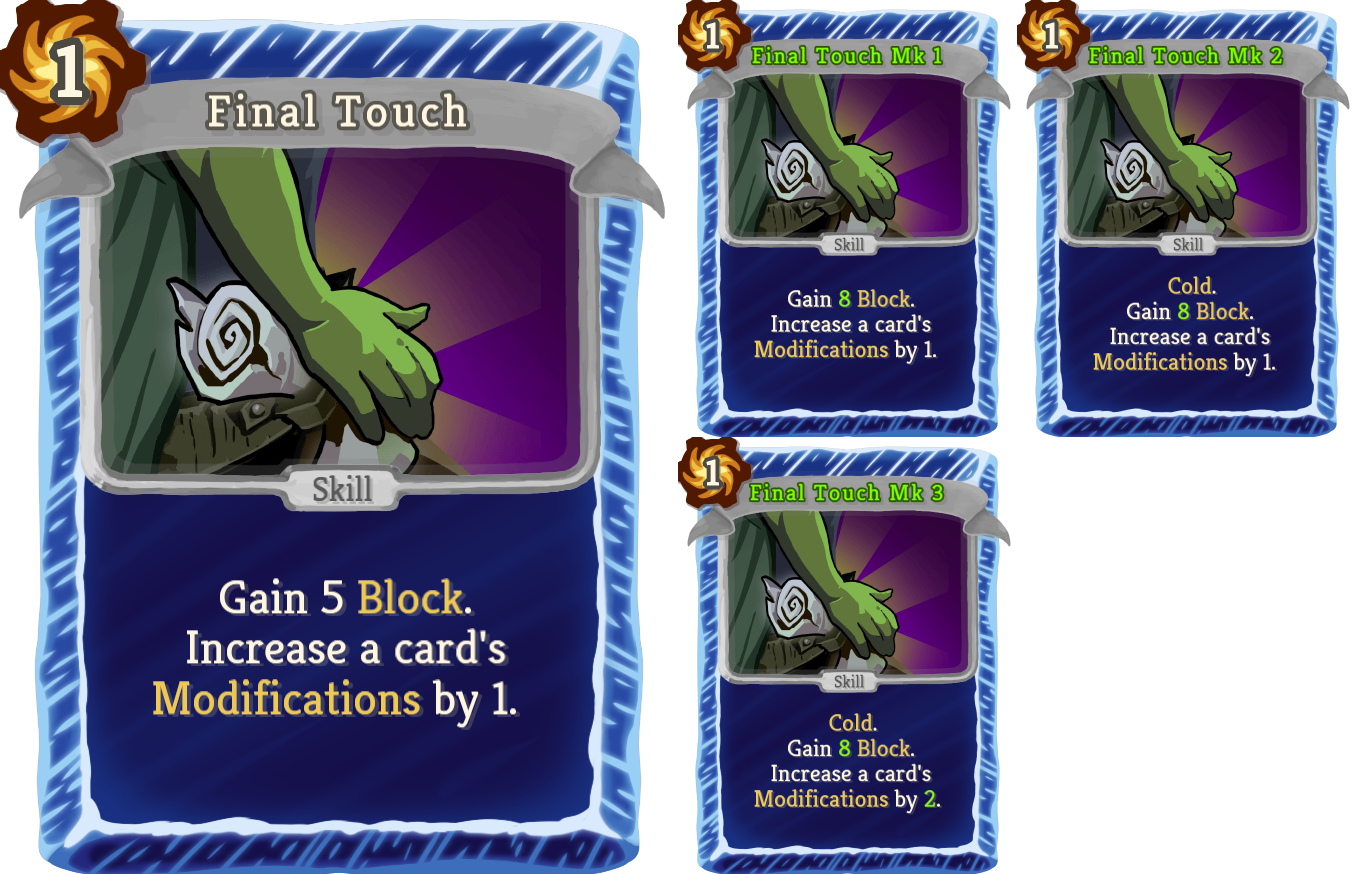 1
Final Touch
Skill
Gain 5 Block.
Increase a card's
Modifications by 1.
1
Final Touch Mk 1
Skill
Gain 8 Block.
Increase a card's
Modifications by 1.
1
Final Touch Mk 2
Skill
Cold.
Gain 8 Block.
Increase a card's
Modifications by 1.
1
Final Touch Mk 3
Skill
Cold.
Gain 8 Block.
Increase a card's
Modifications by 2.